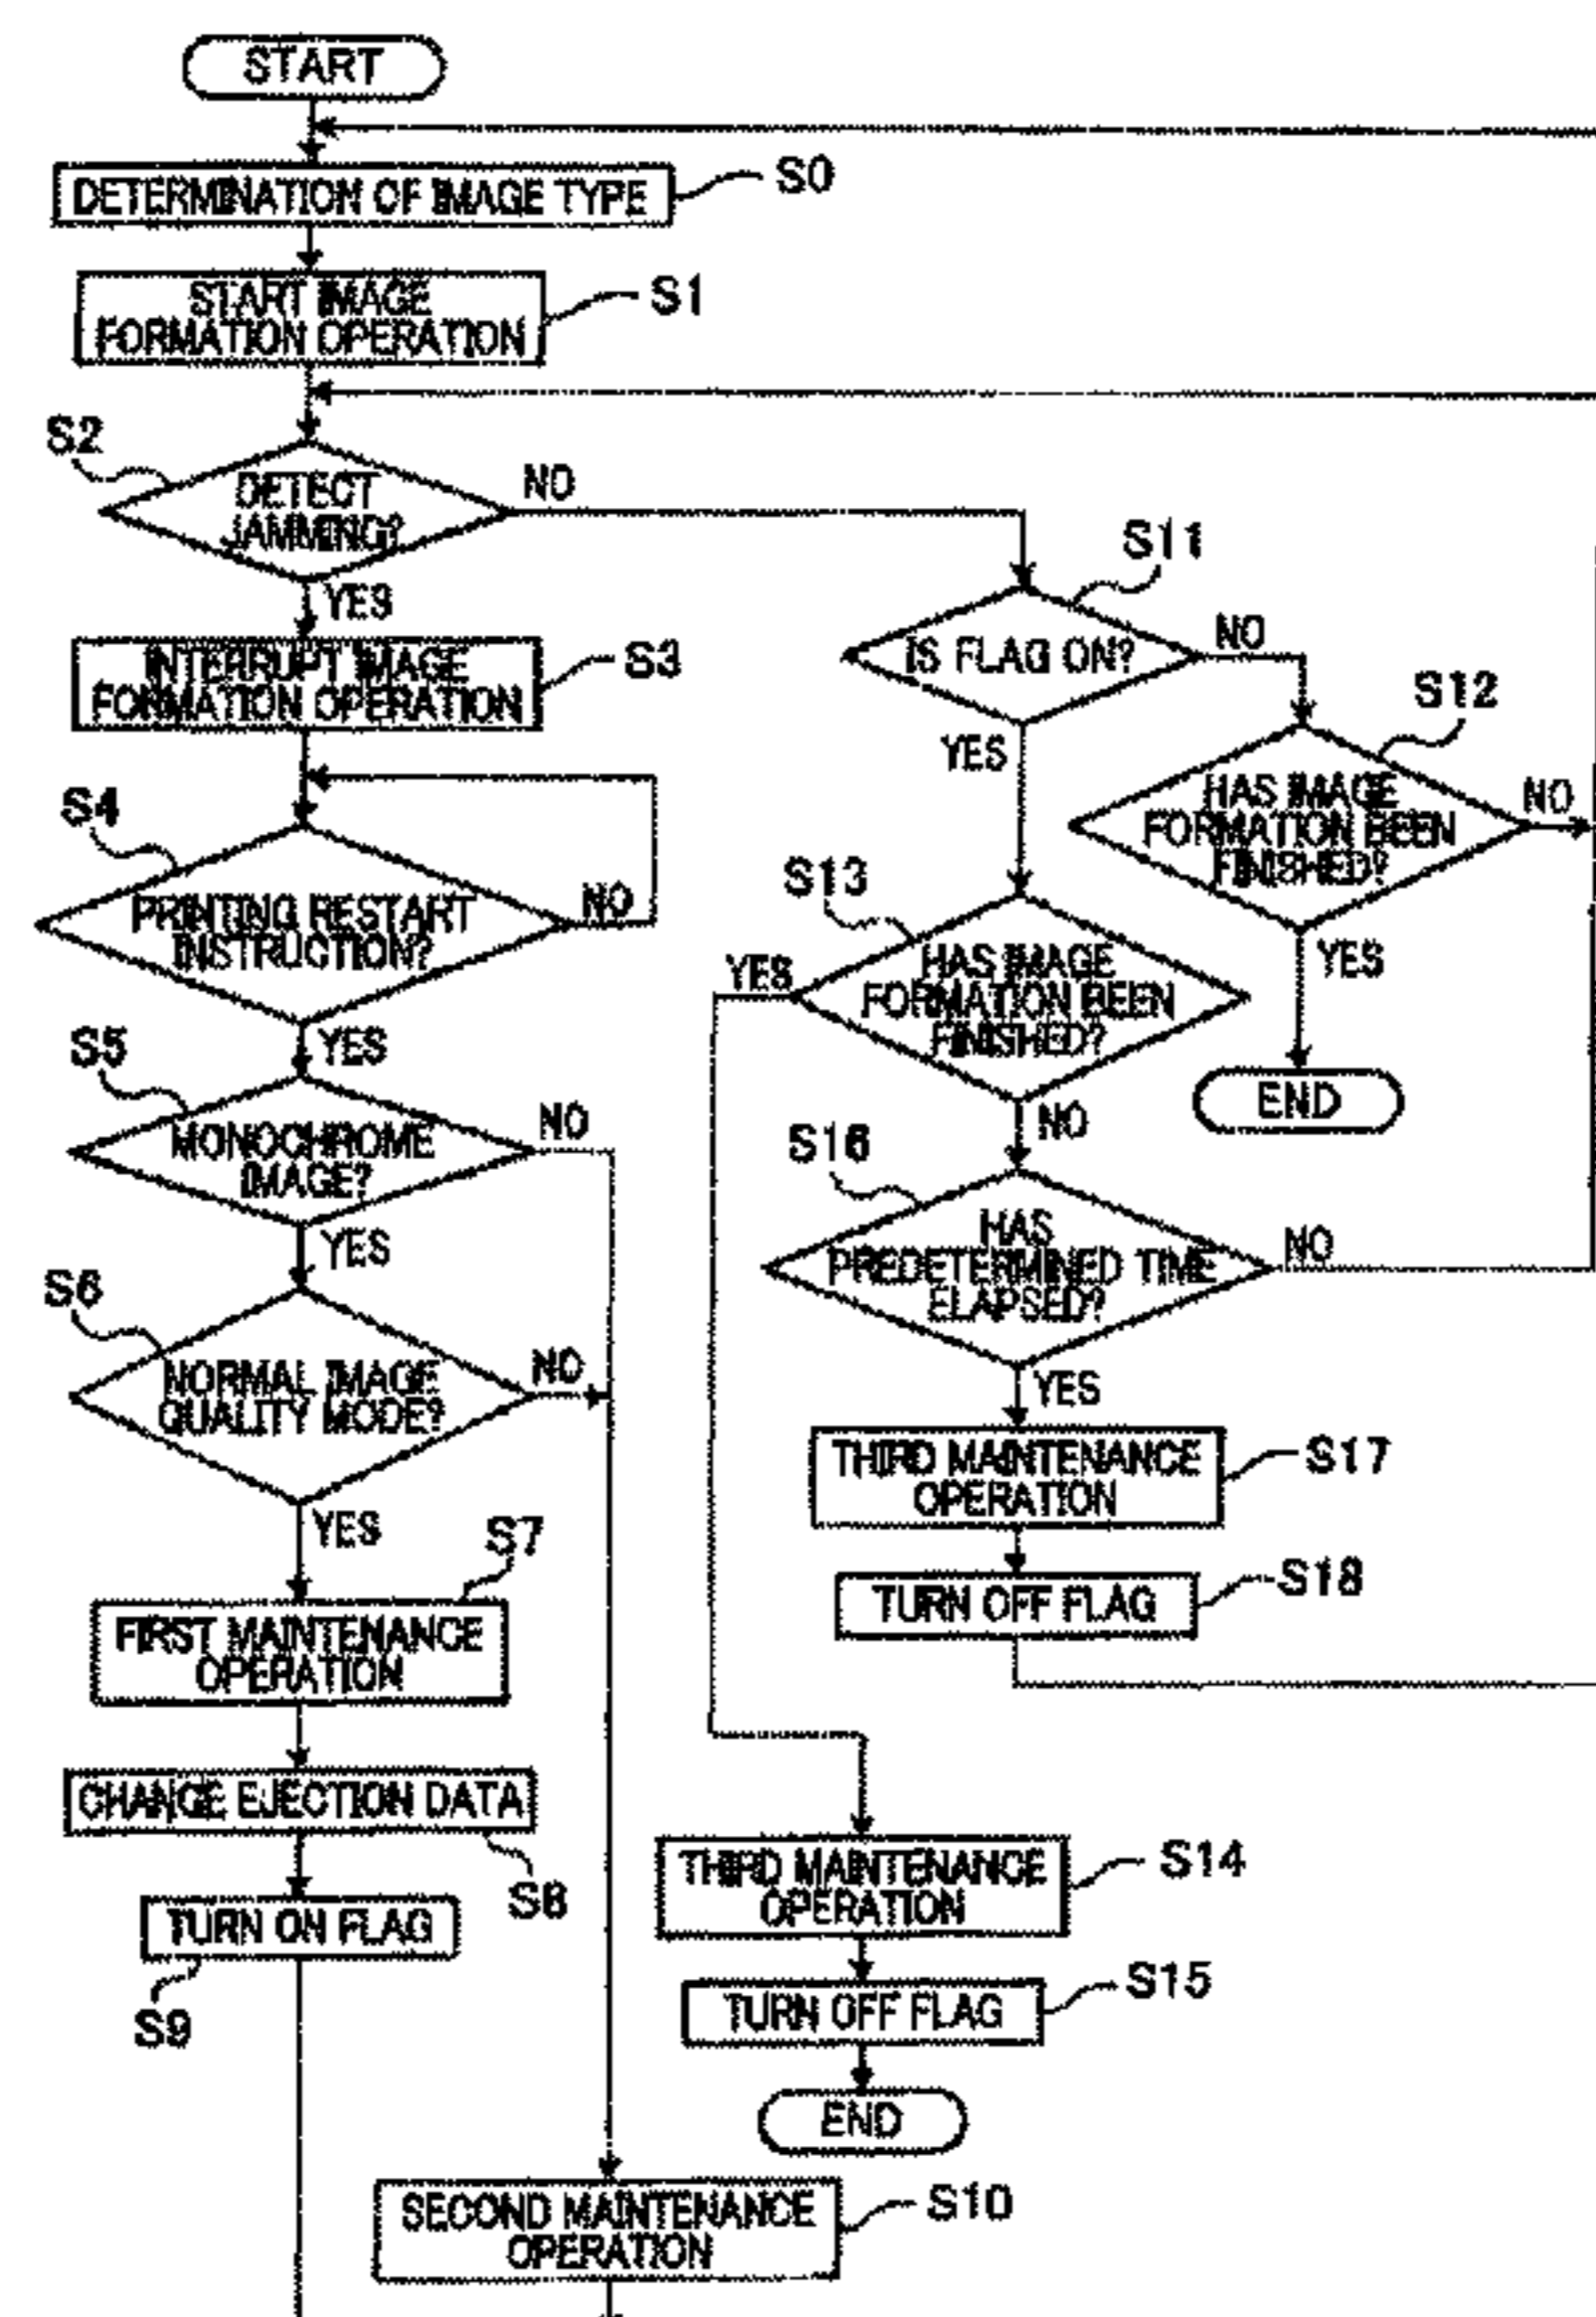 START
DETERMINATION OF IMAGE TYPE
S0
START IMAGE
FORMATION OPERATION
S1
S2
DETECT
JAMMING?
NO
YES
INTERRUPT IMAGE
FORMATION OPERATION
S3
S4
PRINTING RESTART
INSTRUCTION?
NO
YES
S5
MONOCHROME
IMAGE?
NO
YES
S6
NORMAL IMAGE
QUALITY MODE?
NO
YES
S7
FIRST MAINTENANCE
OPERATION
CHANGE EJECTION DATA
S8
TURN ON FLAG
S9
SECOND MAINTENANCE
OPERATION
S10
S11
IS FLAG ON?
NO
YES
S12
HAS IMAGE
FORMATION BEEN
FINISHED?
NO
YES
END
S13
HAS IMAGE
FORMATION BEEN
FINISHED?
YES
NO
S16
HAS
PREDETERMINED TIME
ELAPSED?
NO
YES
THIRD MAINTENANCE
OPERATION
S17
TURN OFF FLAG
S18
THIRD MAINTENANCE
OPERATION
S14
TURN OFF FLAG
S15
END